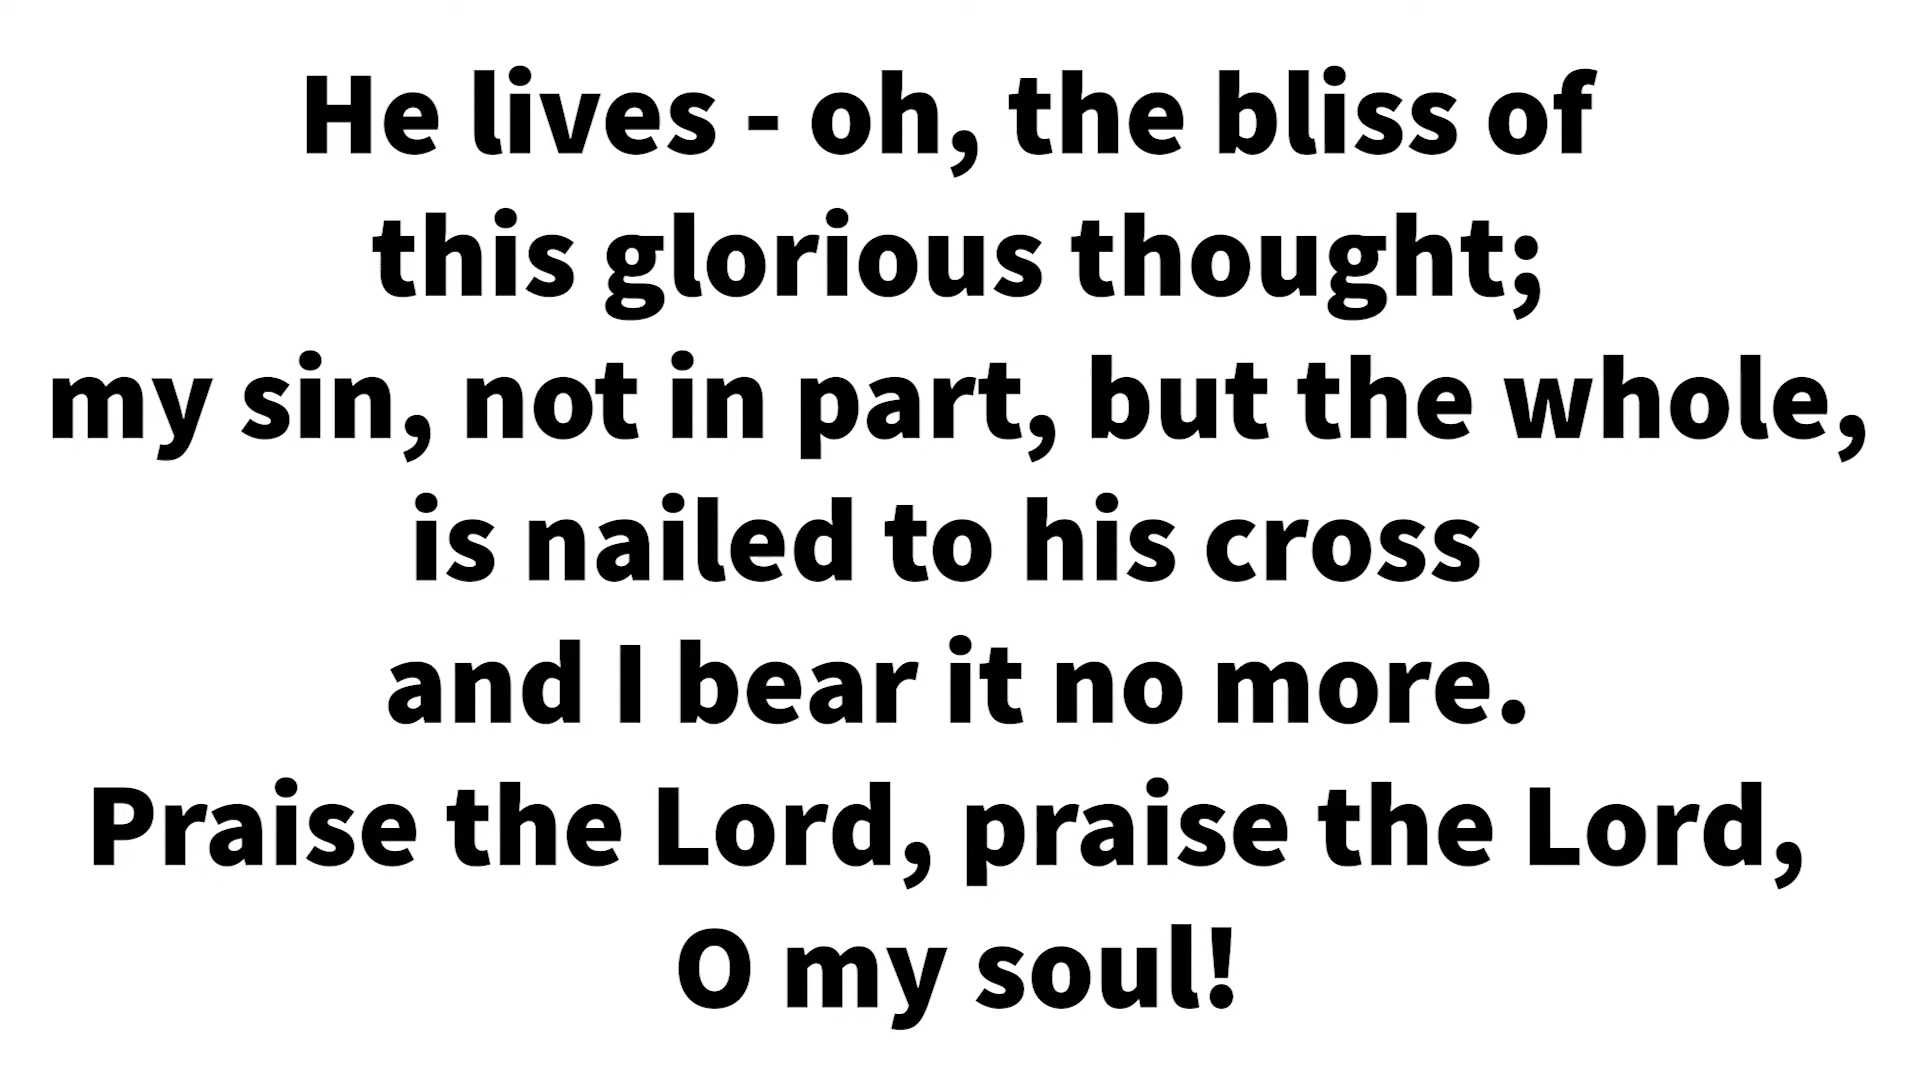 He lives - oh, the bliss of
this glorious thought;
my sin, not in part, but the whole,
is nailed to his cross
and I bear it no more.
Praise the Lord, praise the Lord,
O my soul!